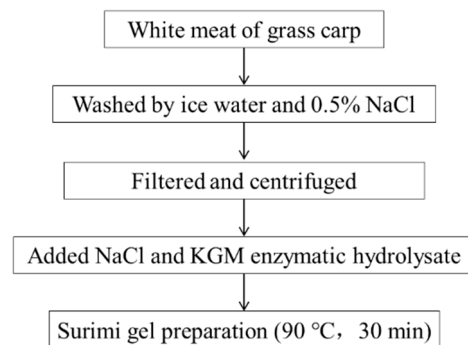 White meat of grass carp
Washed by ice water and 0.5% NaCl
Filtered and centrifuged
Added NaCl and KGM enzymatic hydrolysate
Surimi gel preparation (90 ℃，30 min)